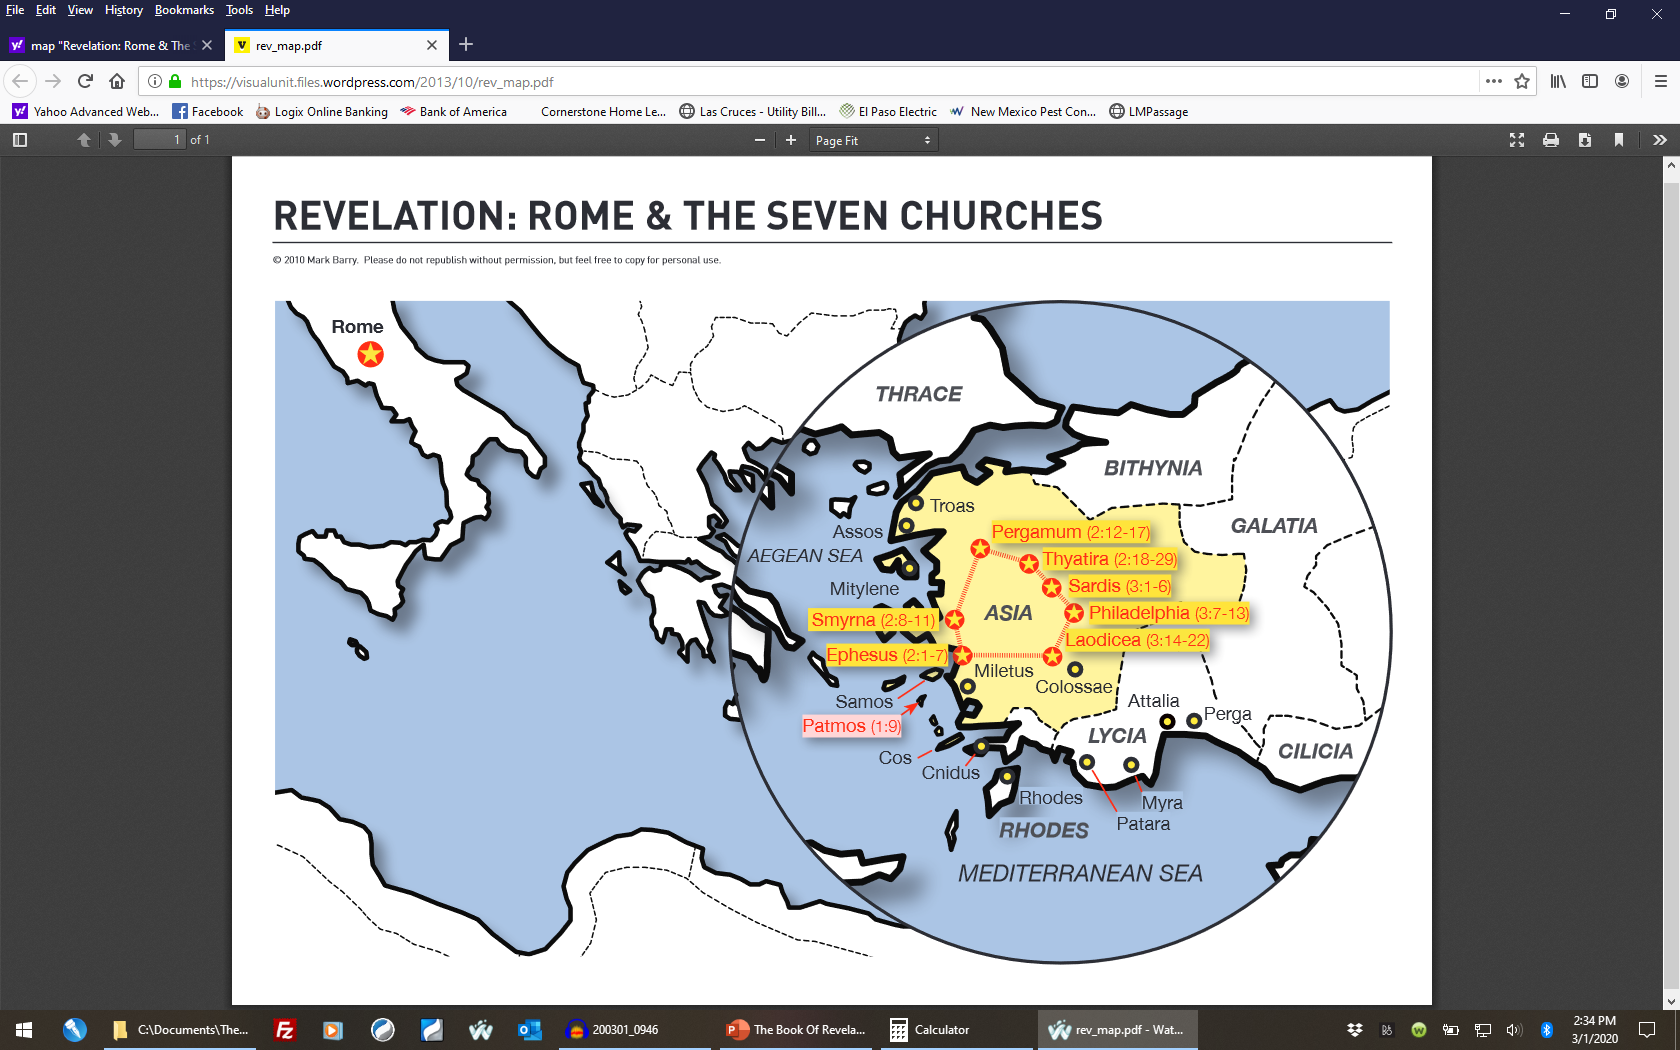 File Edit View History Bookmarks Tools Help
map "Revelation: Rome & The
rev_map.pdf
https://visualunit.files.wordpress.com/2013/10/rev_map.pdf
Yahoo Advanced Web... Facebook Logix Online Banking Bank of America Cornerstone Home Le... Las Cruces - Utility Bill... El Paso Electric New Mexico Pest Con... LMPassage
1 of 1 Page Fit
REVELATION: ROME & THE SEVEN CHURCHES
© 2010 Mark Barry. Please do not republish without permission, but feel free to copy for personal use.
Rome
THRACE
BITHYNIA
Troas
GALATIA
Assos
Pergamum (2:12-17)
AEGEAN SEA
Thyatira (2:18-29)
Mitylene
Sardis (3:1-6)
ASIA
Philadelphia (3:7-13)
Smyrna (2:8-11)
Laodicea (3:14-22)
Ephesus (2:1-7)
Miletus
Colossae
Samos
Attalia
Perga
Patmos (1:9)
LYCIA
CILICIA
Cos
Cnidus
Rhodes
Myra
RHODES
Patara
MEDITERRANEAN SEA
C:\Documents\The...
200301_0946
The Book Of Revela...
Calculator
rev_map.pdf - Wat...
2:34 PM
3/1/2020